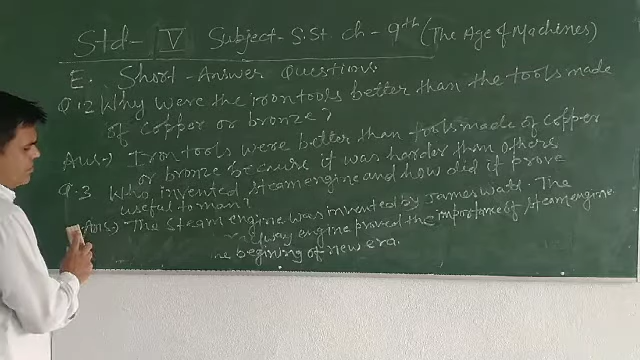 Std - V Subject - S.St. ch - 9th (The Age of Machines)
E. Short - Answer Questions.
Q.2 Why were the iron tools better than the tools made
of copper or bronze?
Ans.→ Iron tools were better than tools made of copper
or bronze because it was harder than others
Q.3 Who invented steam engine and how did it prove
useful to man?
Ans.→ The Steam engine was invented by James Watt. The
engine proved the importance of steam engine.
begining of new era.